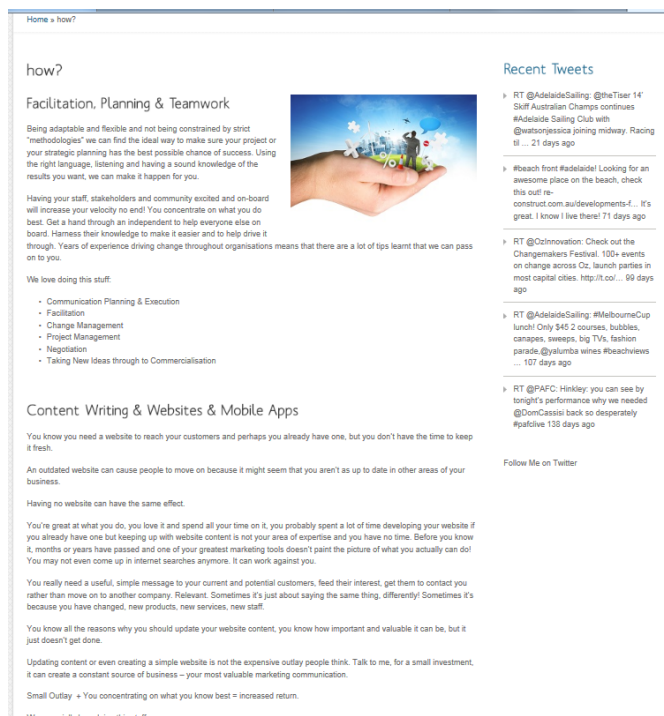 Home » how?
how?
Facilitation, Planning & Teamwork
Being adaptable and flexible and not being constrained by strict
"methodologies" we can find the ideal way to make sure your project or
your strategic planning has the best possible chance of success. Using
the right language, listening and having a sound knowledge of the
results you want, we can make it happen for you.
Having your staff, stakeholders and community excited and on-board
will increase your velocity no end! You concentrate on what you do
best. Get a hand through an independent to help everyone else on
board. Harness their knowledge to make it easier and to help drive it
through. Years of experience driving change throughout organisations means that there are a lot of tips learnt that we can pass
on to you.
We love doing this stuff:
• Communication Planning & Execution
• Facilitation
• Change Management
• Project Management
• Negotiation
• Taking New Ideas through to Commercialisation
Content Writing & Websites & Mobile Apps
You know you need a website to reach your customers and perhaps you already have one, but you don't have the time to keep
it fresh.
An outdated website can cause people to move on because it might seem that you aren't as up to date in other areas of your
business.
Having no website can have the same effect.
You're great at what you do, you love it and spend all your time on it, you probably spent a lot of time developing your website if
you already have one but keeping up with website content is not your area of expertise and you have no time. Before you know
it, months or years have passed and one of your greatest marketing tools doesn't paint the picture of what you actually can do!
You may not even come up in internet searches anymore. It can work against you.
You really need a useful, simple message to your current and potential customers, feed their interest, get them to contact you
rather than move on to another company. Relevant. Sometimes it's just about saying the same thing, differently! Sometimes it's
because you have changed, new products, new services, new staff.
You know all the reasons why you should update your website content, you know how important and valuable it can be, but it
just doesn't get done.
Updating content or even creating a simple website is not the expensive outlay people think. Talk to me, for a small investment,
it can create a constant source of business – your most valuable marketing communication.
Small Outlay + You concentrating on what you know best = increased return.
Recent Tweets
RT @AdelaideSailing: @theTiser 14'
Skiff Australian Champs continues
#Adelaide Sailing Club with
@watsonjessica joining midway. Racing
til ... 21 days ago
#beach front #adelaide! Looking for an
awesome place on the beach, check
this out! re-
construct.com.au/developments-f... It's
great. I know I live there! 71 days ago
RT @OzInnovation: Check out the
Changemakers Festival. 100+ events
on change across Oz, launch parties in
most capital cities. http://t.co/... 99 days
ago
RT @AdelaideSailing: #MelbourneCup
lunch! Only $45 2 courses, bubbles,
canapes, sweeps, big TVs, fashion
parade,@yalumba wines #beachviews
... 107 days ago
RT @PAFC: Hinkley: you can see by
tonight's performance why we needed
@DomCassisi back so desperately
#pafclive 138 days ago
Follow Me on Twitter